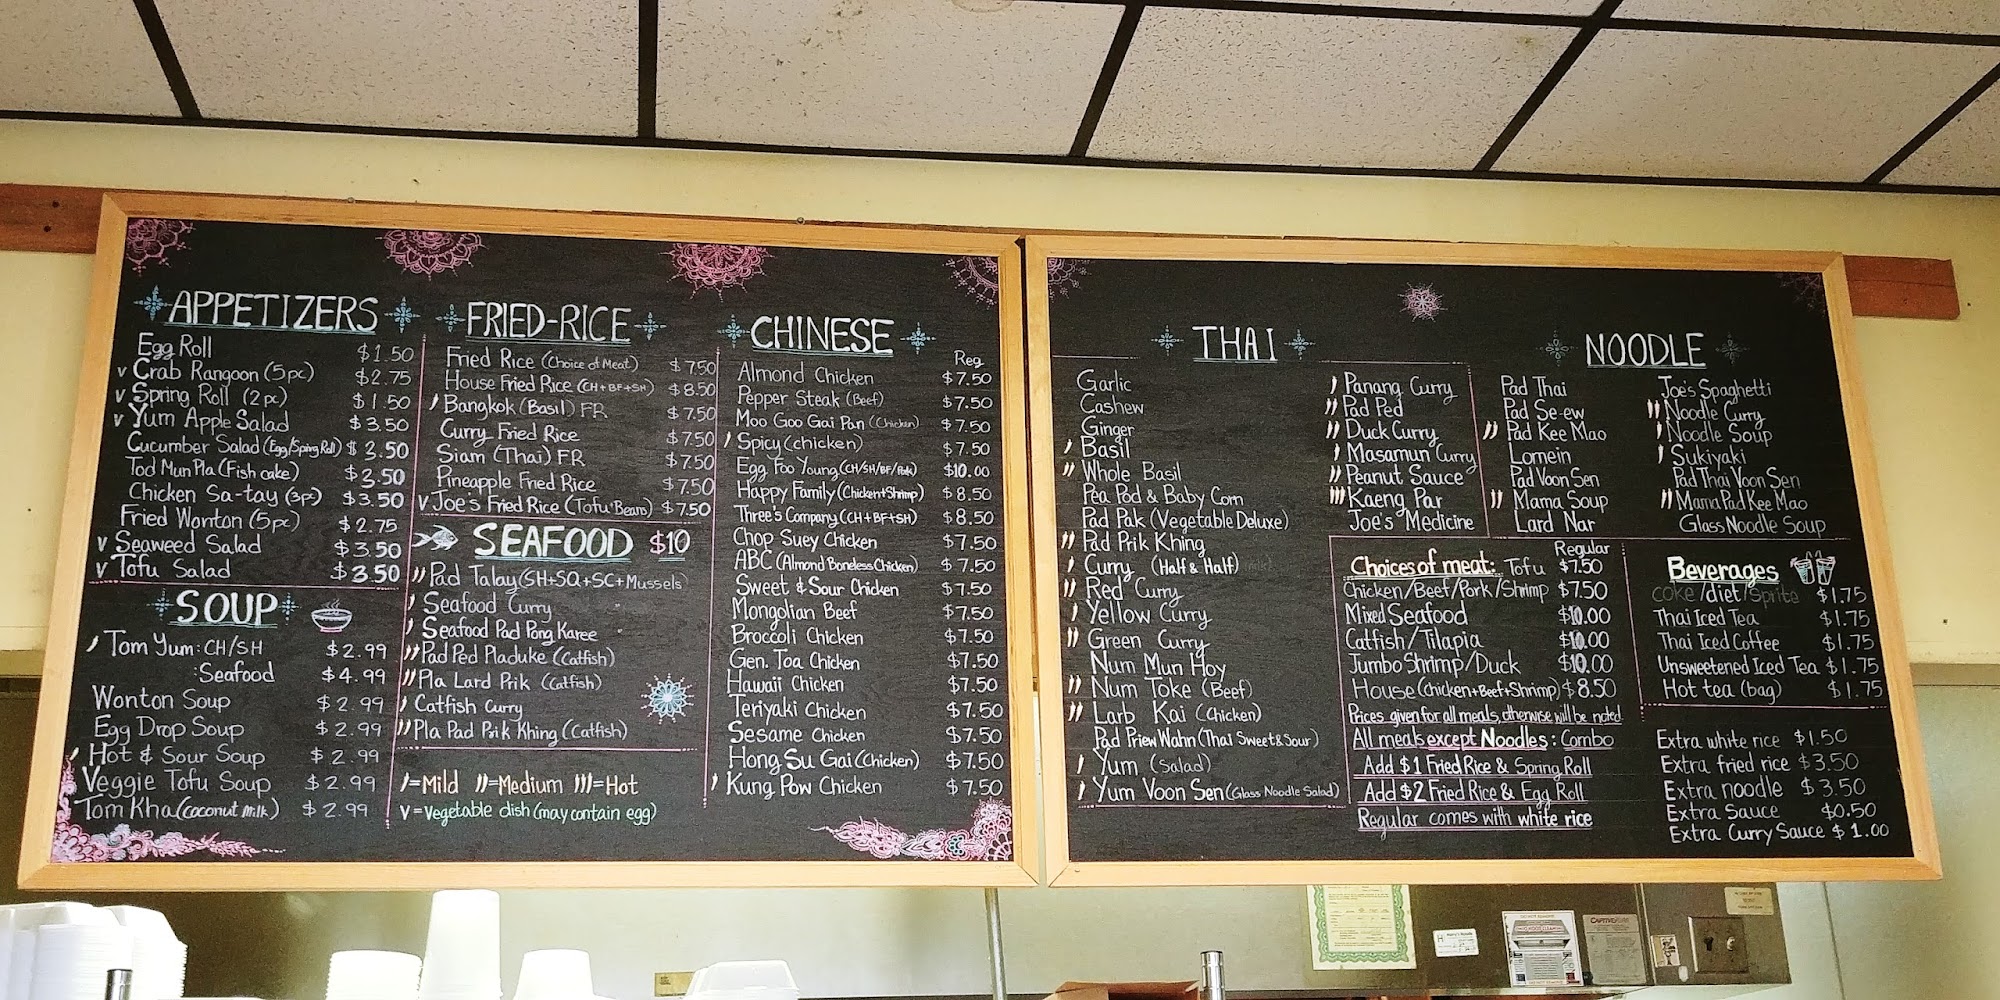 APPETIZERS
Egg Roll $1.50
v Crab Rangoon (5pc) $2.75
v Spring Roll (2pc) $1.50
v Yum Apple Salad $3.50
Cucumber Salad (Egg/Spring Roll) $3.50
Tod Mun Pla (Fish cake) $3.50
Chicken Sa-tay (3pc) $3.50
Fried Wonton (5pc) $2.75
v Seaweed Salad $3.50
v Tofu Salad $3.50
SOUP
Tom Yum: CH/SH $2.99
:Seafood $4.99
Wonton Soup $2.99
Egg Drop Soup $2.99
Hot & Sour Soup $2.99
Veggie Tofu Soup $2.99
Tom Kha (Coconut Milk) $2.99
FRIED-RICE
Fried Rice (Choice of Meat) $7.50
House Fried Rice (CH+BF+SH) $8.50
Bangkok (Basil) FR $7.50
Curry Fried Rice $7.50
Siam (Thai) FR $7.50
Pineapple Fried Rice $7.50
v Joe's Fried Rice (Tofu+Beans) $7.50
SEAFOOD $10
Pad Talay (SH+SQ+SC+Mussels)
Seafood Curry
Seafood Pad Pong Karee
Pad Ped Pladuke (Catfish)
Pla Lard Prik (Catfish)
Catfish Curry
Pla Pad Prik Khing (Catfish)
=Mild =Medium =Hot
v=vegetable dish (may contain egg)
CHINESE
Reg.
Almond Chicken $7.50
Pepper Steak (Beef) $7.50
Moo Goo Gai Pan (Chicken) $7.50
Spicy (chicken) $7.50
Egg Foo Young (CH/SH/BF/Pork) $10.00
Happy Family (Chicken+Shrimp) $8.50
Three's Company (CH+BF+SH) $8.50
Chop Suey Chicken $7.50
ABC (Almond Boneless Chicken) $7.50
Sweet & Sour Chicken $7.50
Mongolian Beef $7.50
Broccoli Chicken $7.50
Gen. Toa Chicken $7.50
Hawaii Chicken $7.50
Teriyaki Chicken $7.50
Sesame Chicken $7.50
Hong Su Gai (Chicken) $7.50
Kung Pow Chicken $7.50
THAI
Garlic
Cashew
Ginger
Basil
Whole Basil
Pea Pod & Baby Corn
Pad Pak (Vegetable Deluxe)
Pad Prik Khing
Curry (Half & Half)
Red Curry
Yellow Curry
Green Curry
Num Mun Hoy
Num Toke (Beef)
Larb Kai (Chicken)
Pad Priew Wahn (Thai Sweet & Sour)
Yum (Salad)
Yum Voon Sen (Glass Noodle Salad)
Panang Curry
Pad Ped
Duck Curry
Masamun Curry
Peanut Sauce
Kaeng Par
Joe's Medicine
NOODLE
Pad Thai
Pad Se-ew
Pad Kee Mao
Lomein
Pad Voon Sen
Mama Soup
Lard Nar
Joe's Spaghetti
Noodle Curry
Noodle Soup
Sukiyaki
Pad Thai Voon Sen
Mama Pad Kee Mao
Glass Noodle Soup
Regular
Choices of meat: Tofu $7.50
Chicken/Beef/Pork/Shrimp $7.50
Mixed Seafood $10.00
Catfish/Tilapia $10.00
Jumbo Shrimp/Duck $10.00
House (Chicken+Beef+Shrimp) $8.50
Prices given for all meals, otherwise will be noted
All meals except Noodles: Combo
Add $1 Fried Rice & Spring Roll
Add $2 Fried Rice & Egg Roll
Regular comes with white rice
Beverages
coke/diet/sprite $1.75
Thai Iced Tea $1.75
Thai Iced Coffee $1.75
Unsweetened Iced Tea $1.75
Hot tea (bag) $1.75
Extra white rice $1.50
Extra fried rice $3.50
Extra noodle $3.50
Extra Sauce $0.50
Extra Curry Sauce $1.00